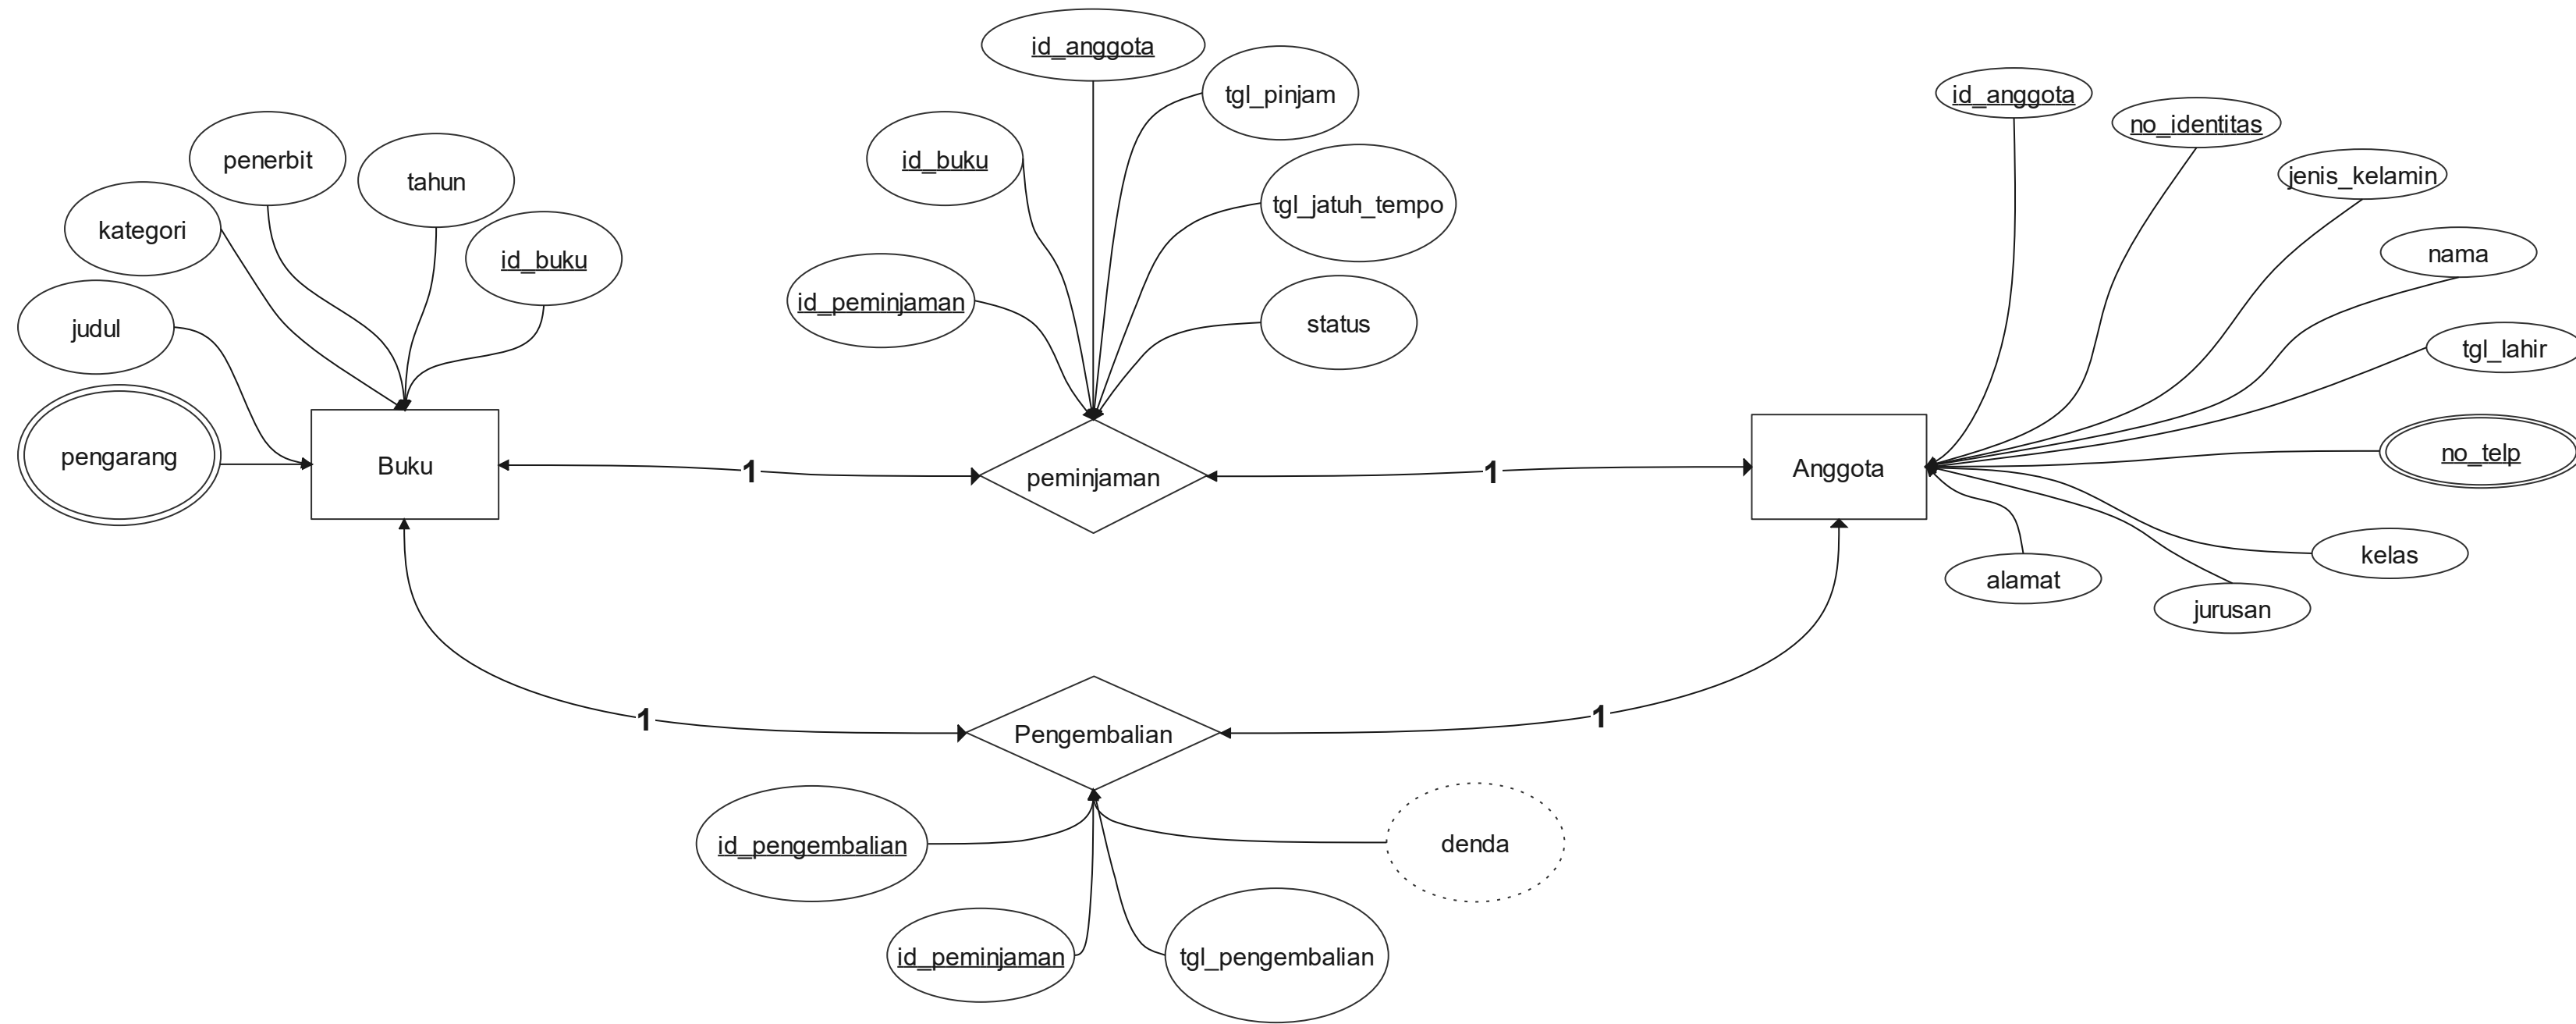 id_anggota
tgl_pinjam
id_buku
tgl_jatuh_tempo
id_peminjaman
status
penerbit
tahun
kategori
id_buku
judul
pengarang
Buku
1
peminjaman
1
Anggota
id_anggota
no_identitas
jenis_kelamin
nama
tgl_lahir
no_telp
kelas
alamat
jurusan
1
Pengembalian
1
id_pengembalian
denda
id_peminjaman
tgl_pengembalian